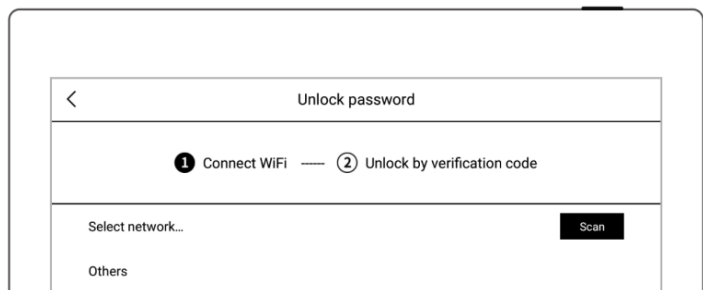 Unlock password
1 Connect WiFi ------ 2 Unlock by verification code
Select network...
Scan
Others